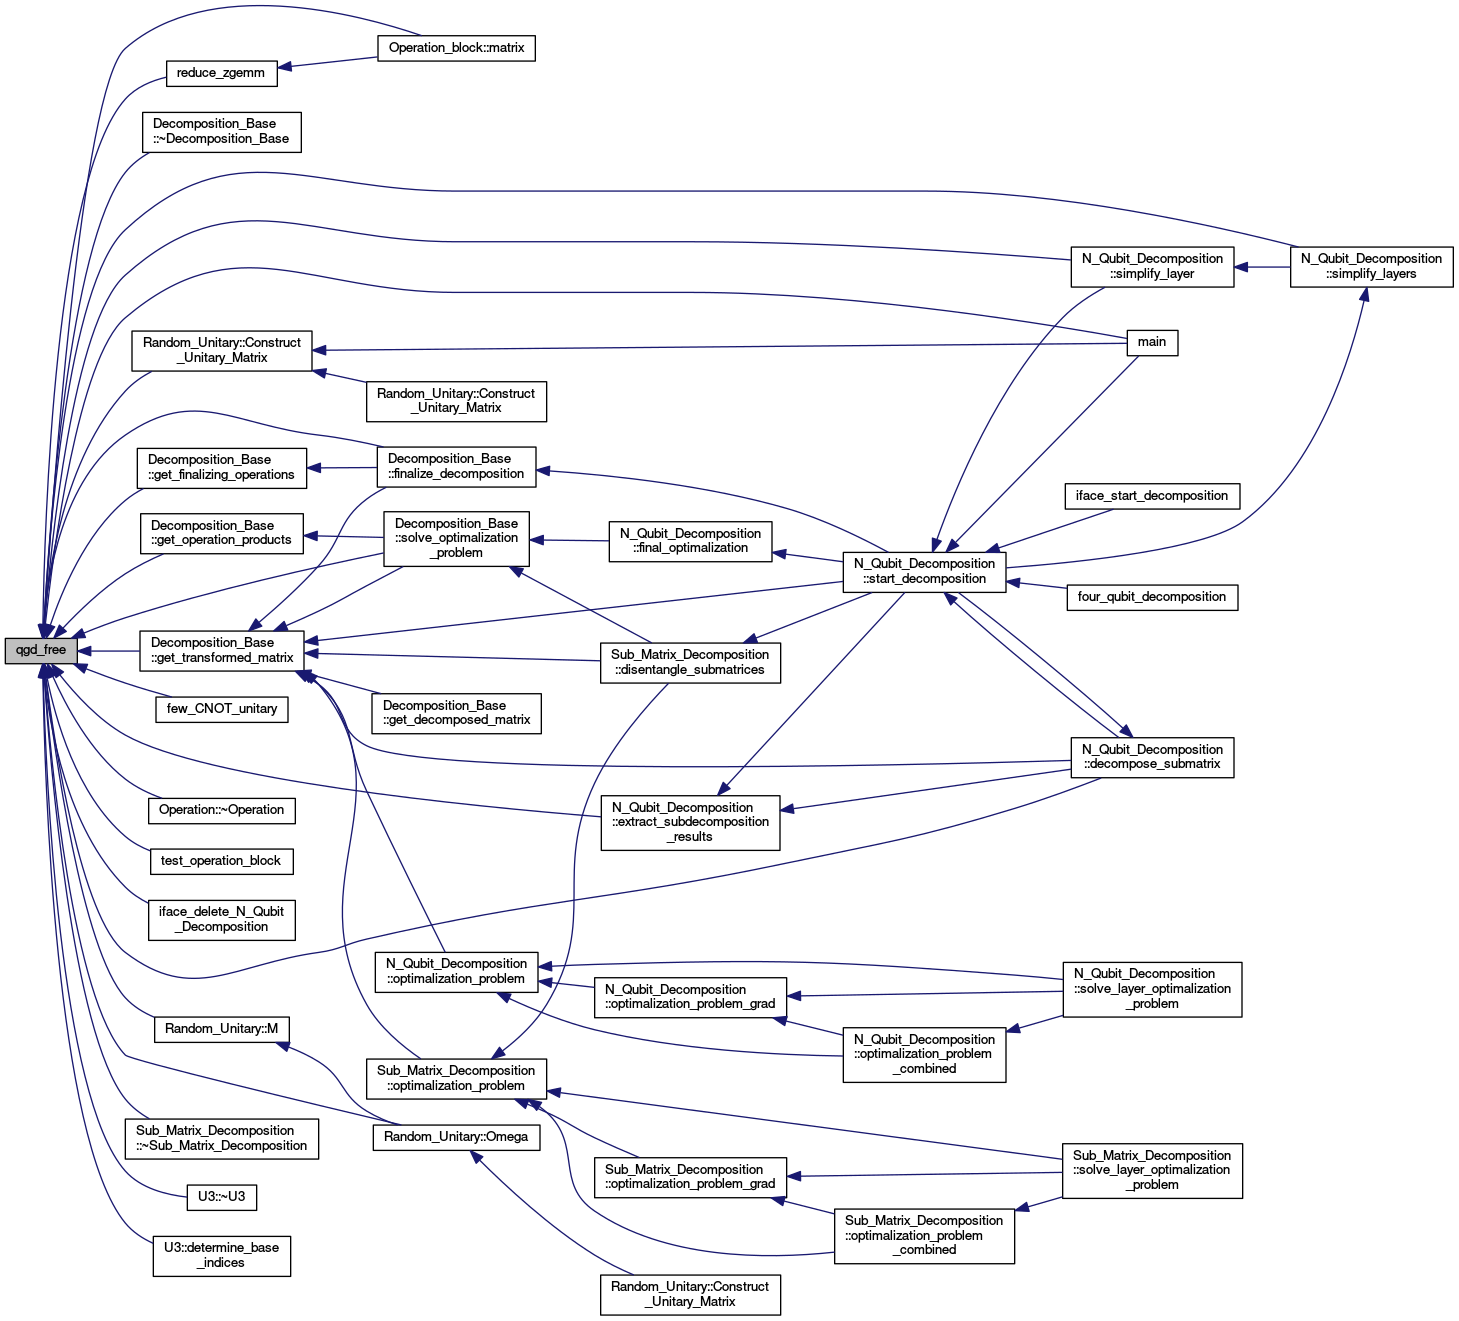 Operation_block::matrix
reduce_zgemm
Decomposition_Base
::~Decomposition_Base
N_Qubit_Decomposition
::simplify_layer
N_Qubit_Decomposition
::simplify_layers
Random_Unitary::Construct
_Unitary_Matrix
main
Random_Unitary::Construct
_Unitary_Matrix
Decomposition_Base
::get_finalizing_operations
Decomposition_Base
::finalize_decomposition
iface_start_decomposition
Decomposition_Base
::get_operation_products
Decomposition_Base
::solve_optimalization
_problem
N_Qubit_Decomposition
::final_optimalization
N_Qubit_Decomposition
::start_decomposition
four_qubit_decomposition
qgd_free
Decomposition_Base
::get_transformed_matrix
Sub_Matrix_Decomposition
::disentangle_submatrices
few_CNOT_unitary
Decomposition_Base
::get_decomposed_matrix
N_Qubit_Decomposition
::decompose_submatrix
Operation::~Operation
N_Qubit_Decomposition
::extract_subdecomposition
_results
test_operation_block
iface_delete_N_Qubit
_Decomposition
N_Qubit_Decomposition
::optimalization_problem
N_Qubit_Decomposition
::optimalization_problem_grad
N_Qubit_Decomposition
::solve_layer_optimalization
_problem
Random_Unitary::M
N_Qubit_Decomposition
::optimalization_problem
_combined
Sub_Matrix_Decomposition
::optimalization_problem
Sub_Matrix_Decomposition
::~Sub_Matrix_Decomposition
Random_Unitary::Omega
Sub_Matrix_Decomposition
::optimalization_problem_grad
Sub_Matrix_Decomposition
::solve_layer_optimalization
_problem
U3::~U3
Sub_Matrix_Decomposition
::optimalization_problem
_combined
U3::determine_base
_indices
Random_Unitary::Construct
_Unitary_Matrix